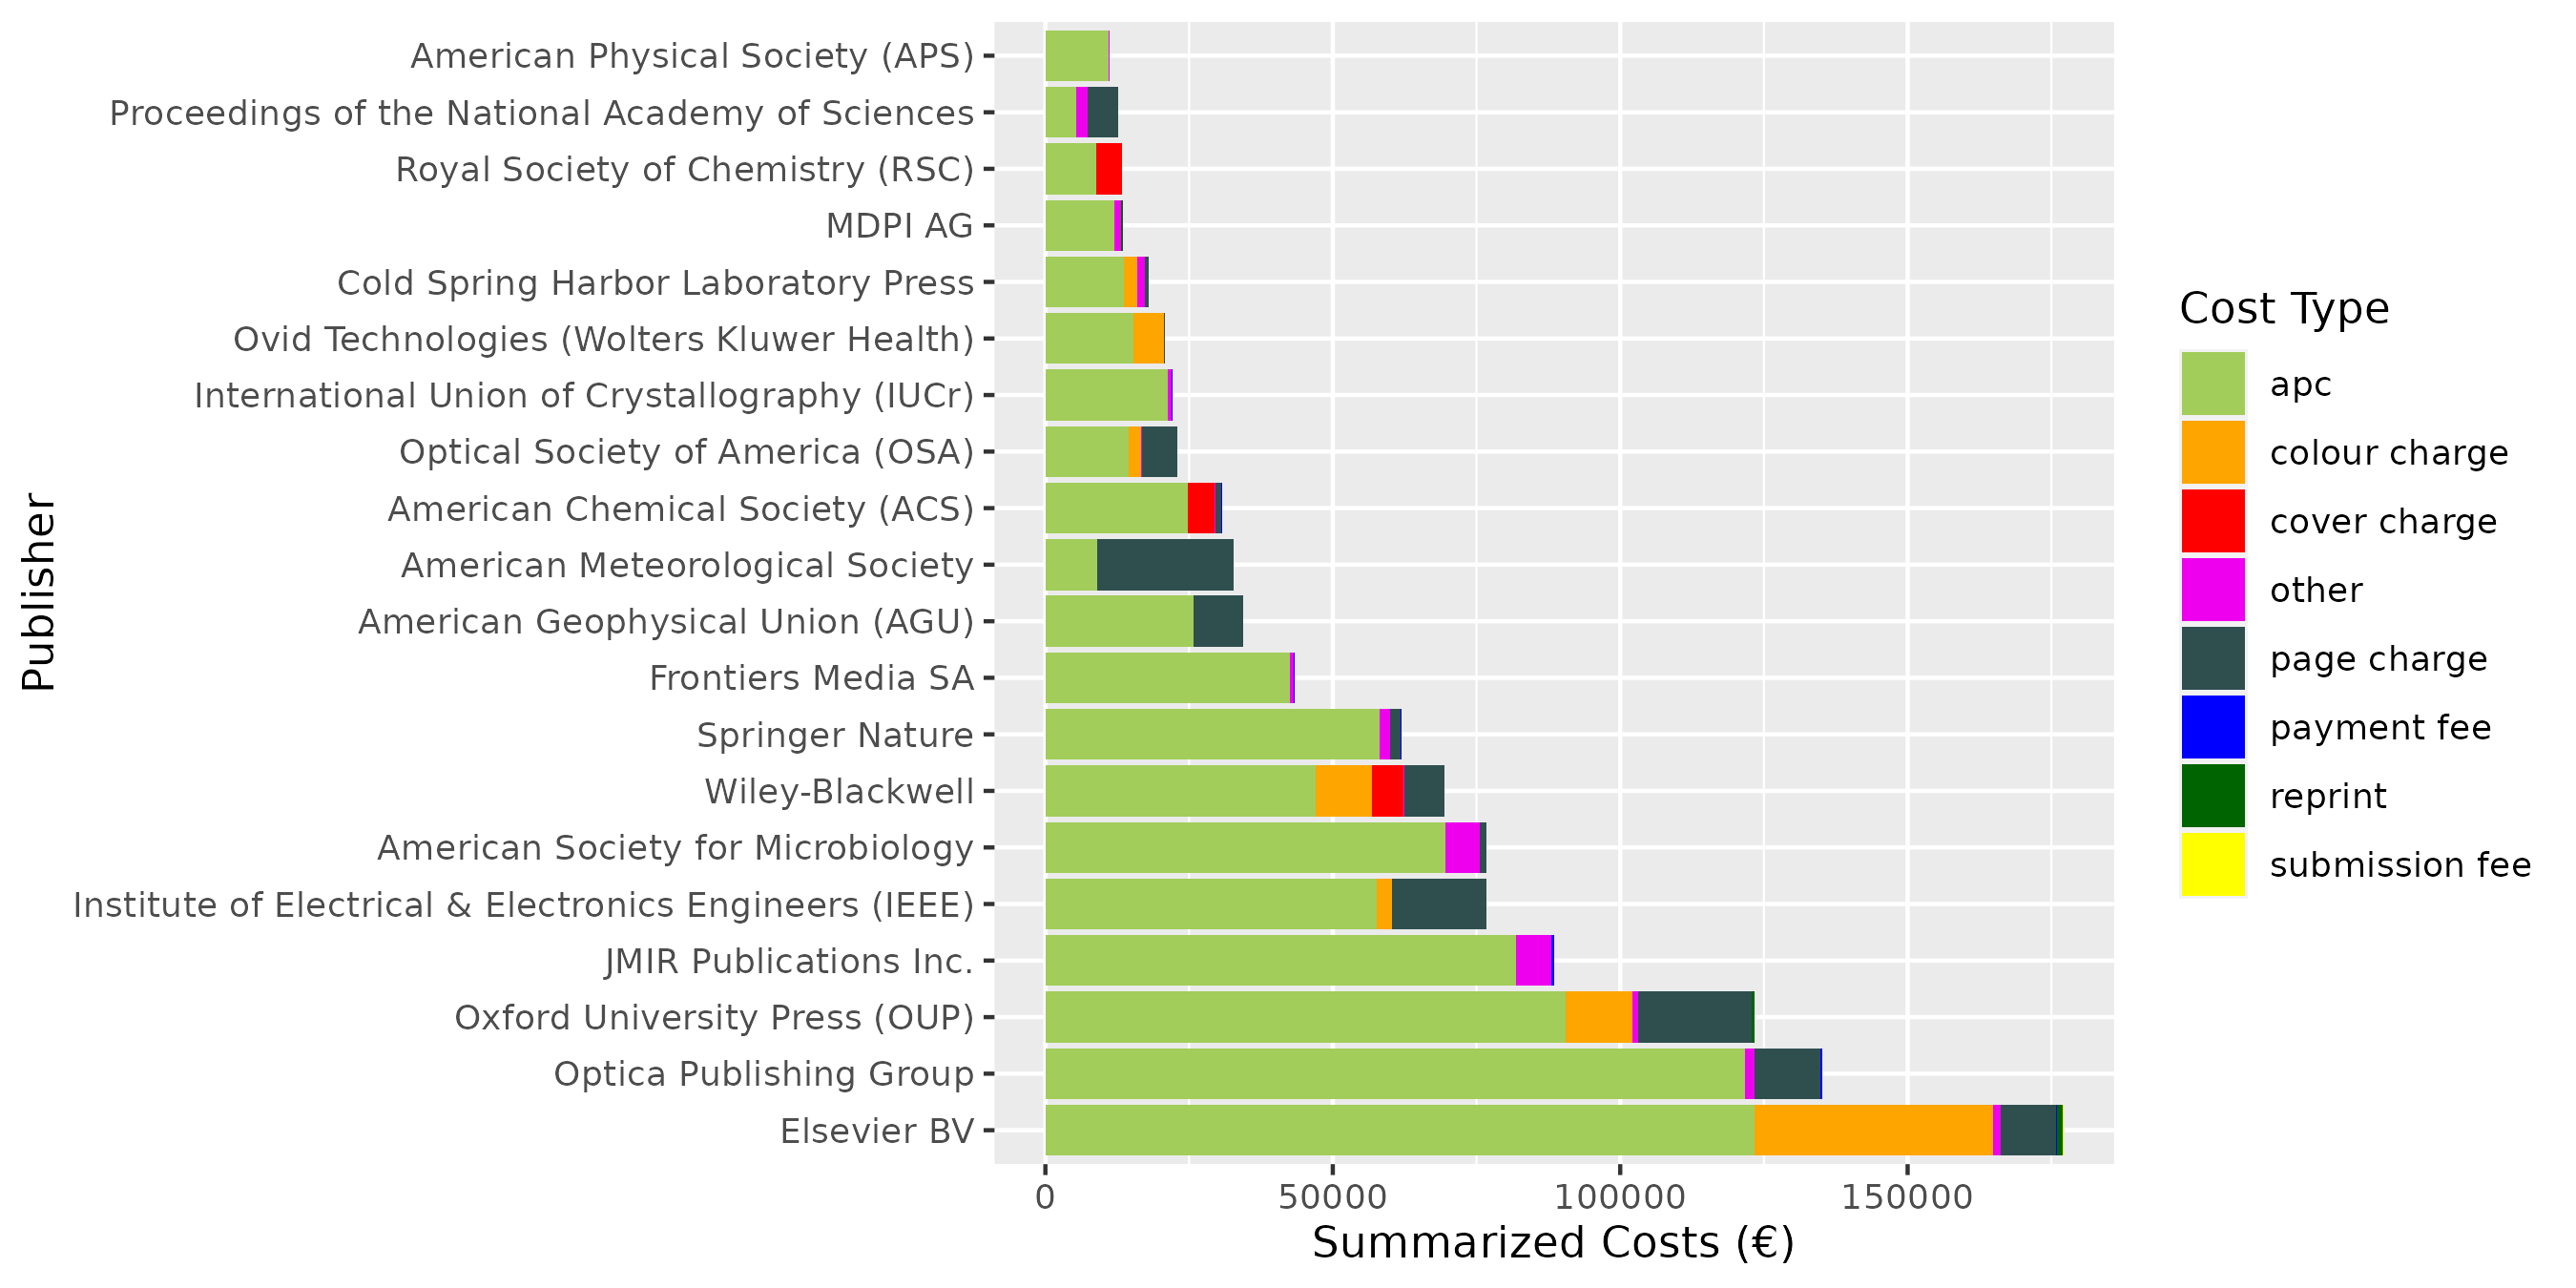 American Physical Society (APS)
Proceedings of the National Academy of Sciences
Royal Society of Chemistry (RSC)
MDPI AG
Cold Spring Harbor Laboratory Press
Ovid Technologies (Wolters Kluwer Health)
International Union of Crystallography (IUCr)
Optical Society of America (OSA)
American Chemical Society (ACS)
American Meteorological Society
American Geophysical Union (AGU)
Frontiers Media SA
Springer Nature
Wiley-Blackwell
American Society for Microbiology
Institute of Electrical & Electronics Engineers (IEEE)
JMIR Publications Inc.
Oxford University Press (OUP)
Optica Publishing Group
Elsevier BV
Publisher
0 50000 100000 150000
Summarized Costs (€)
Cost Type
apc
colour charge
cover charge
other
page charge
payment fee
reprint
submission fee